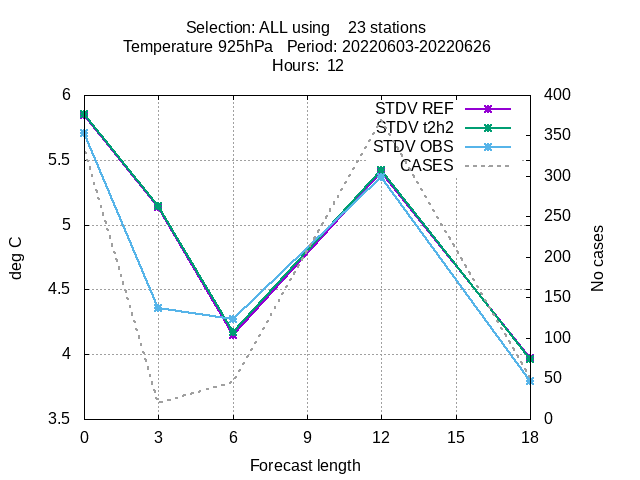 Selection: ALL using 23 stations
Temperature 925hPa Period: 20220603-20220626
Hours: 12
STDV REF
STDV t2h2
STDV OBS
CASES
6
5.5
5
4.5
4
3.5
deg C
400
350
300
250
200
150
100
50
0
No cases
0 3 6 9 12 15 18
Forecast length